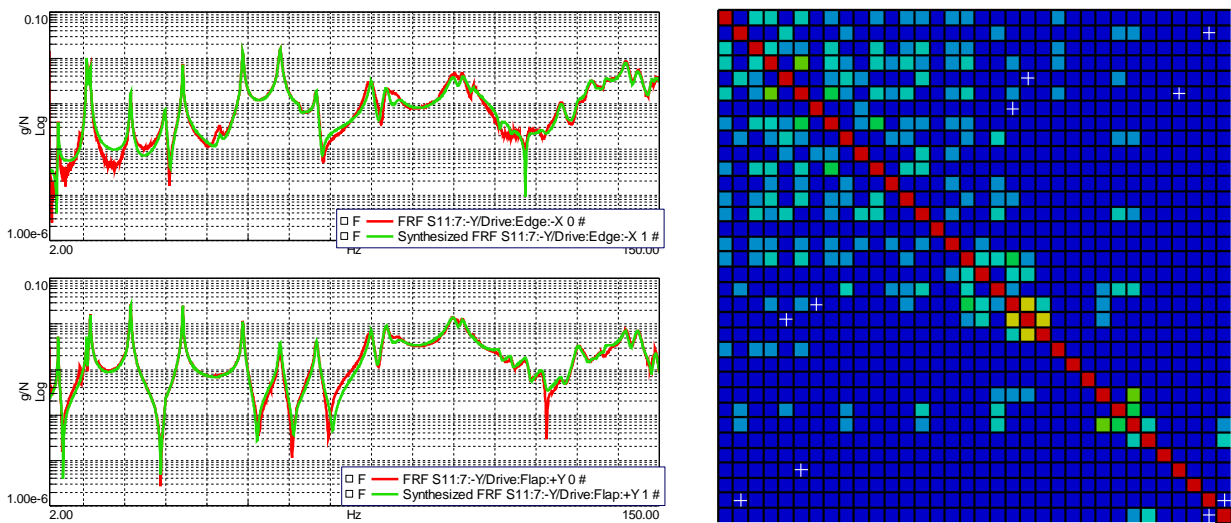 0.10
g/N
Log
1.00e-6
F FRF S11:7:-Y/Drive:Edge:-X 0 #
F Synthesized FRF S11:7:-Y/Drive:Edge:-X 1 #
2.00 Hz 150.00
0.10
g/N
Log
1.00e-6
F FRF S11:7:-Y/Drive:Flap:+Y 0 #
F Synthesized FRF S11:7:-Y/Drive:Flap:+Y 1 #
2.00 Hz 150.00